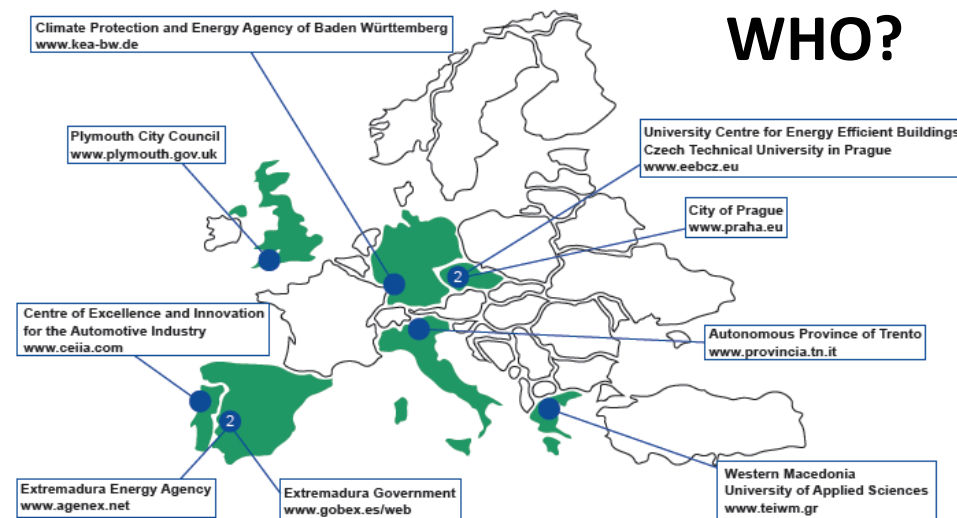 WHO?
Climate Protection and Energy Agency of Baden Württemberg
www.kea-bw.de
Plymouth City Council
www.plymouth.gov.uk
University Centre for Energy Efficient Buildings
Czech Technical University in Prague
www.eebcz.eu
City of Prague
www.praha.eu
2
Centre of Excellence and Innovation
for the Automotive Industry
www.ceiia.com
Autonomous Province of Trento
www.provincia.tn.it
2
Extremadura Energy Agency
www.agenex.net
Extremadura Government
www.gobex.es/web
Western Macedonia
University of Applied Sciences
www.teiwm.gr